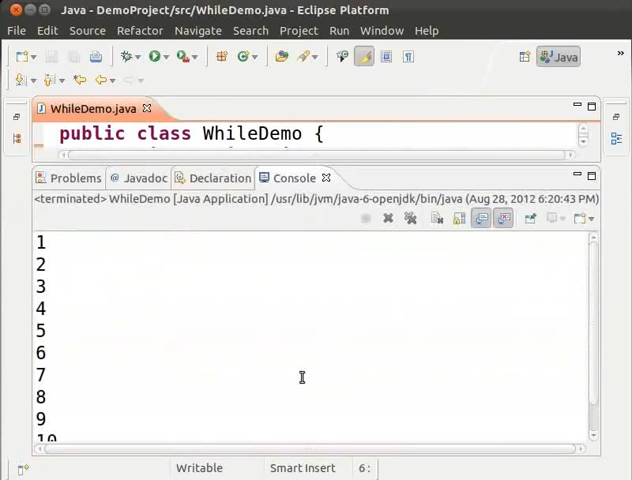 Java - DemoProject/src/WhileDemo.java - Eclipse Platform
File Edit Source Refactor Navigate Search Project Run Window Help
Java
WhileDemo.java
public class WhileDemo {
Problems Javadoc Declaration Console
<terminated> WhileDemo [Java Application] /usr/lib/jvm/java-6-openjdk/bin/java (Aug 28, 2012 6:20:43 PM)
1
2
3
4
5
6
7
8
9
10
Writable Smart Insert 6 :